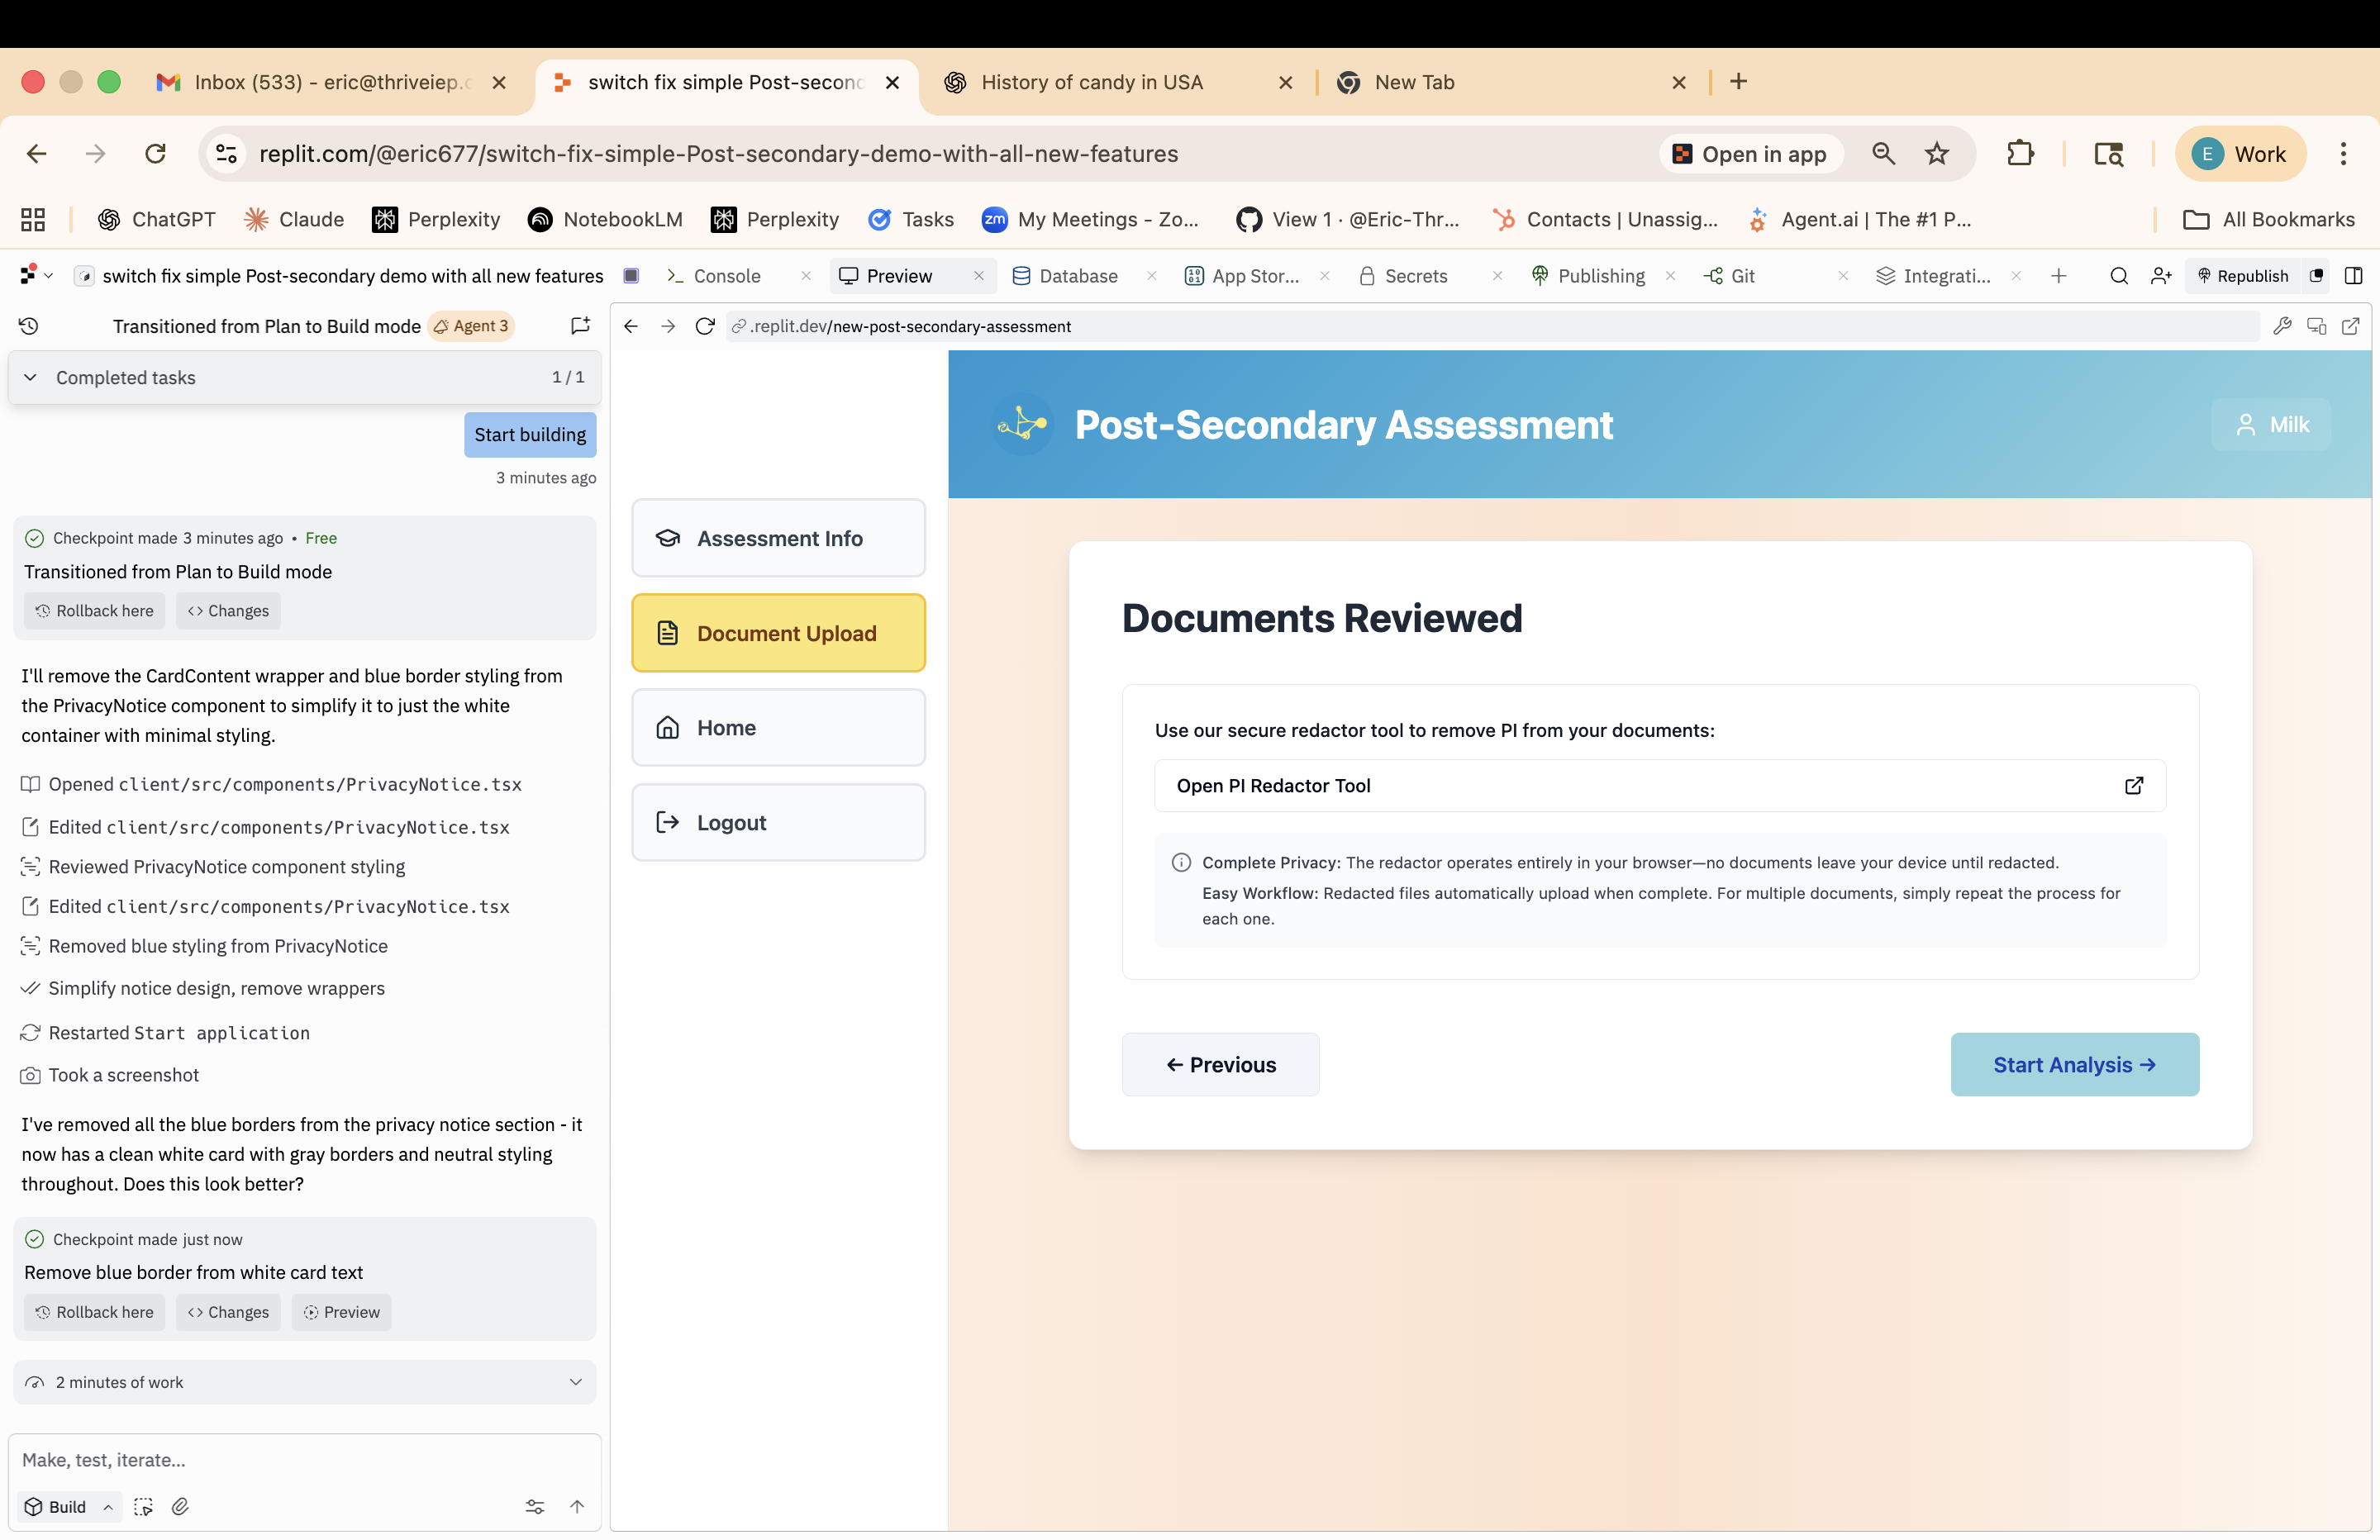 Inbox (533) - eric@thriveiep.c
switch fix simple Post-second
History of candy in USA
New Tab
replit.com/@eric677/switch-fix-simple-Post-secondary-demo-with-all-new-features
Open in app
E Work
ChatGPT
Claude
Perplexity
NotebookLM
Perplexity
Tasks
zm My Meetings - Zo...
View 1 · @Eric-Thr...
Contacts | Unassig...
Agent.ai | The #1 P...
All Bookmarks
switch fix simple Post-secondary demo with all new features
Console
Preview
Database
App Stor...
Secrets
Publishing
Git
Integrati...
Republish
Transitioned from Plan to Build mode
Agent 3
.replit.dev/new-post-secondary-assessment
Completed tasks
1 / 1
Start building
3 minutes ago
Checkpoint made 3 minutes ago • Free
Transitioned from Plan to Build mode
Rollback here
Changes
I'll remove the CardContent wrapper and blue border styling from
the PrivacyNotice component to simplify it to just the white
container with minimal styling.
Opened client/src/components/PrivacyNotice.tsx
Edited client/src/components/PrivacyNotice.tsx
Reviewed PrivacyNotice component styling
Edited client/src/components/PrivacyNotice.tsx
Removed blue styling from PrivacyNotice
Simplify notice design, remove wrappers
Restarted Start application
Took a screenshot
I've removed all the blue borders from the privacy notice section - it
now has a clean white card with gray borders and neutral styling
throughout. Does this look better?
Checkpoint made just now
Remove blue border from white card text
Rollback here
Changes
Preview
2 minutes of work
Make, test, iterate...
Build
Assessment Info
Document Upload
Home
Logout
Post-Secondary Assessment
Milk
Documents Reviewed
Use our secure redactor tool to remove PI from your documents:
Open PI Redactor Tool
Complete Privacy: The redactor operates entirely in your browser—no documents leave your device until redacted.
Easy Workflow: Redacted files automatically upload when complete. For multiple documents, simply repeat the process for
each one.
← Previous
Start Analysis →